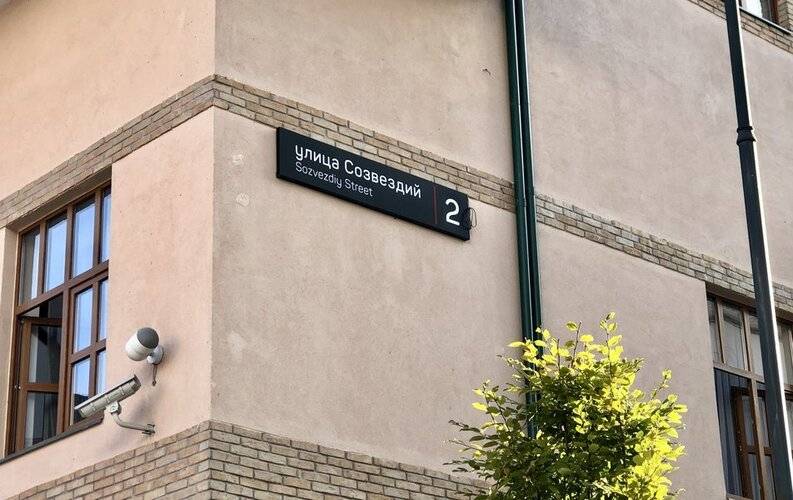 улица Созвездий
Sozvezdiy Street
2